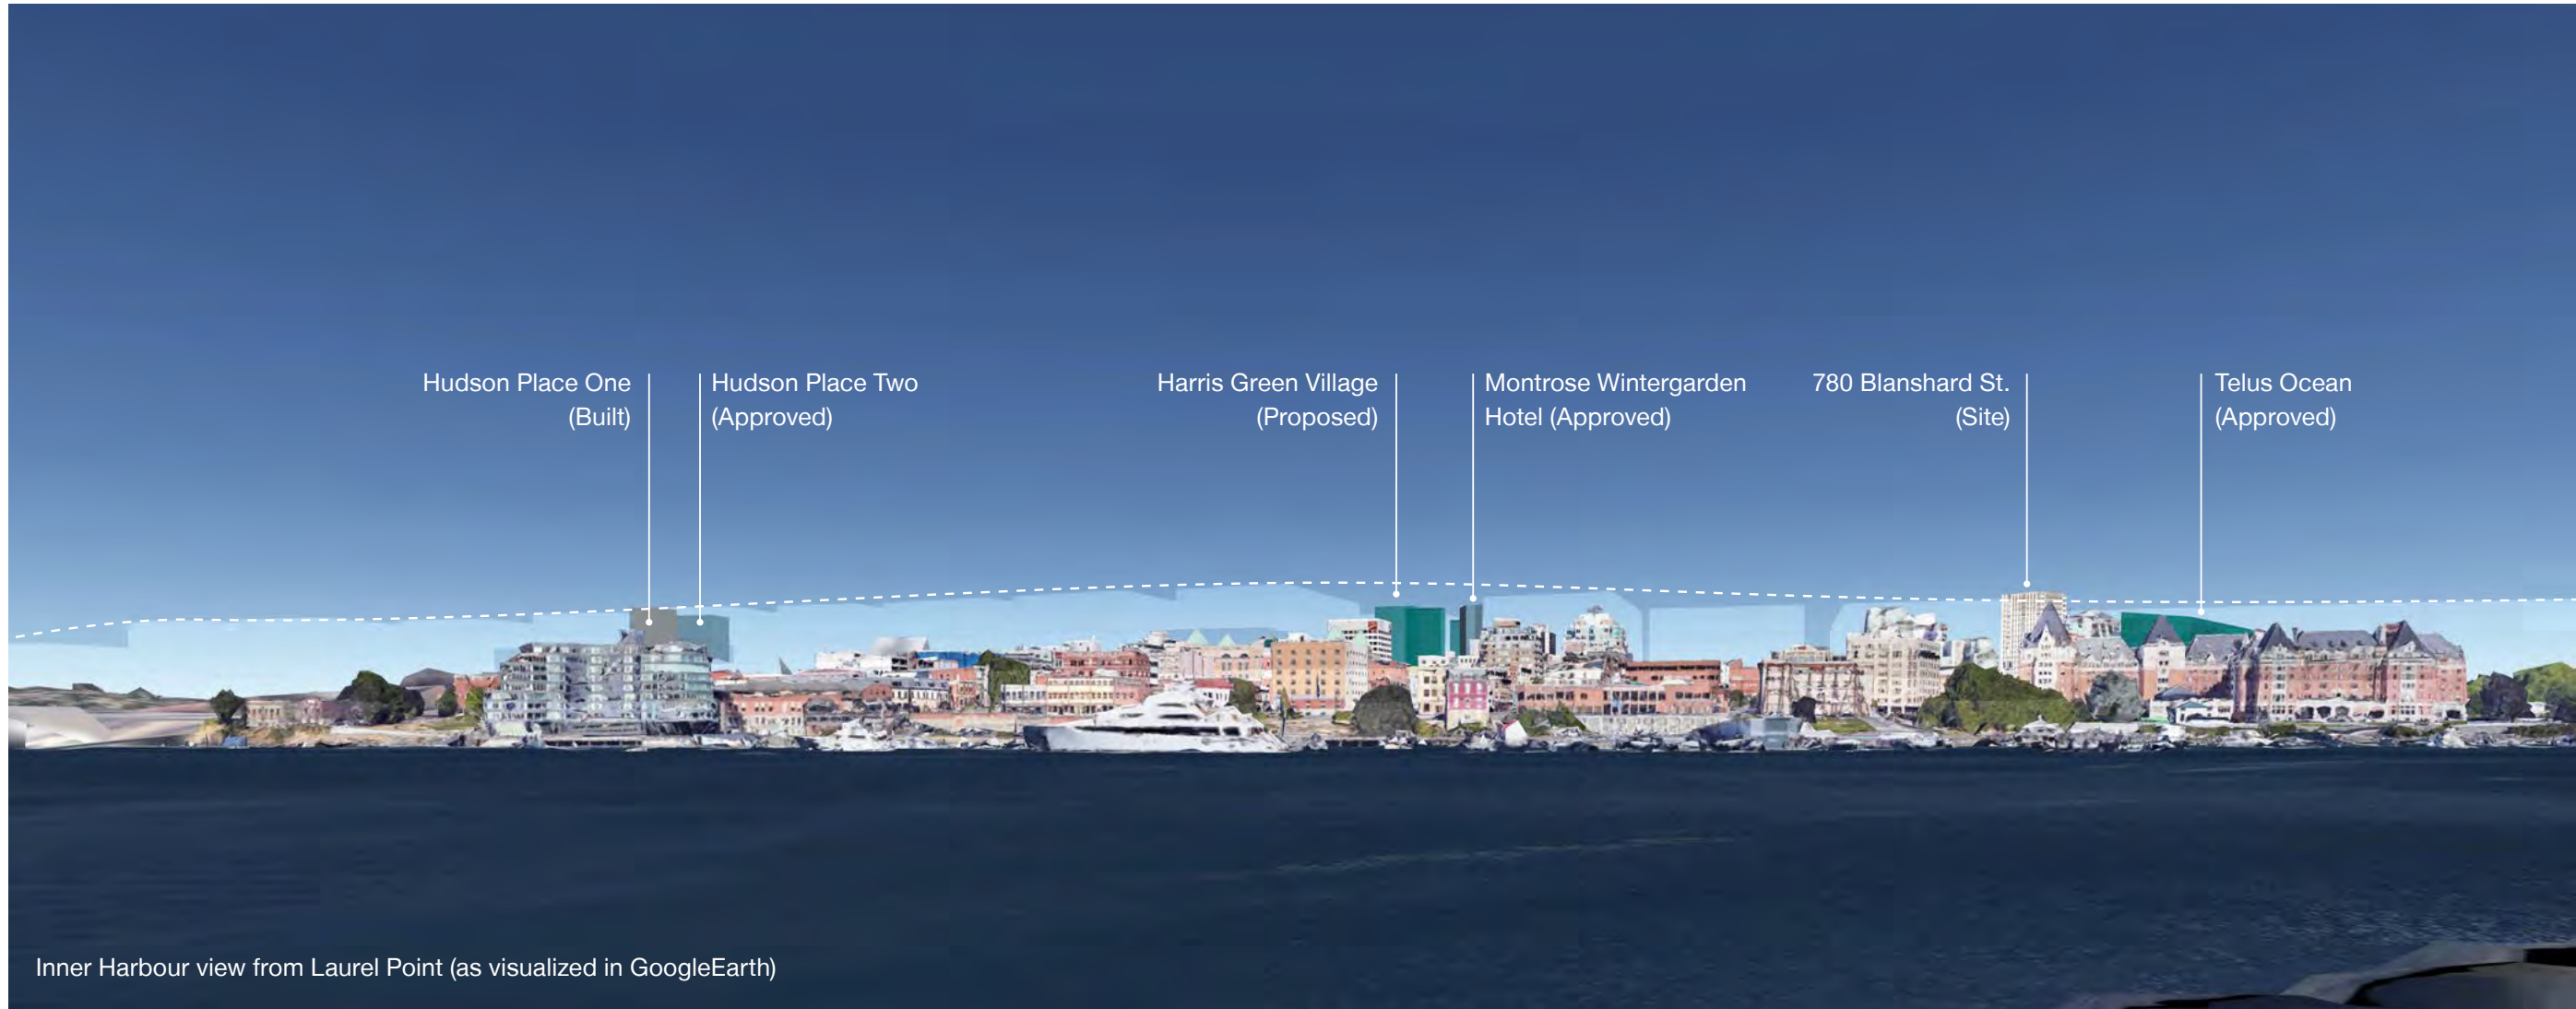 Hudson Place One
(Built)
Hudson Place Two
(Approved)
Harris Green Village
(Proposed)
Montrose Wintergarden
Hotel (Approved)
780 Blanshard St.
(Site)
Telus Ocean
(Approved)
Inner Harbour view from Laurel Point (as visualized in GoogleEarth)